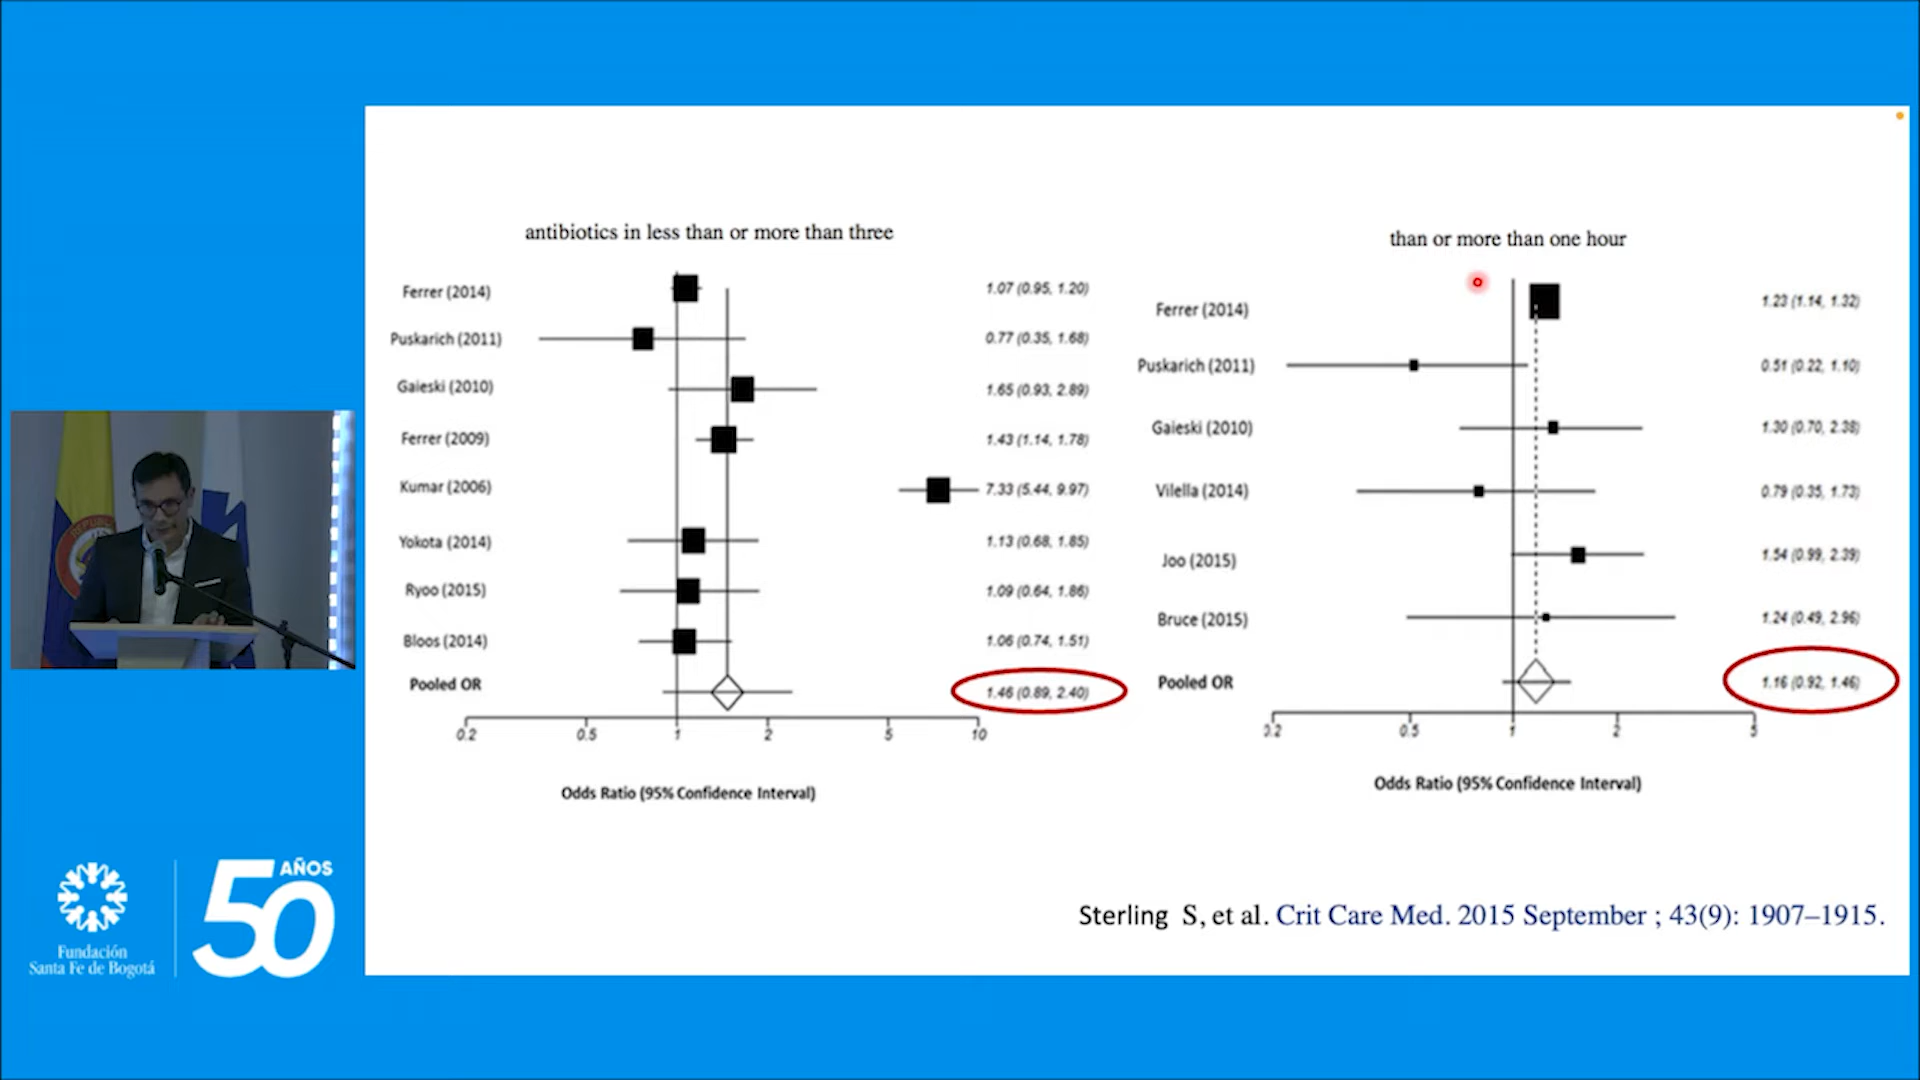 antibiotics in less than or more than three
Ferrer (2014) 1.07 (0.95, 1.20)
Puskarich (2011) 0.77 (0.35, 1.68)
Gaieski (2010) 1.65 (0.93, 2.89)
Ferrer (2009) 1.43 (1.14, 1.78)
Kumar (2006) 7.33 (5.44, 9.97)
Yokota (2014) 1.13 (0.68, 1.85)
Ryoo (2015) 1.09 (0.64, 1.86)
Bloos (2014) 1.06 (0.74, 1.51)
Pooled OR 1.46 (0.89, 2.40)
0.2 0.5 1 2 5 10
Odds Ratio (95% Confidence Interval)
than or more than one hour
Ferrer (2014) 1.23 (1.14, 1.32)
Puskarich (2011) 0.51 (0.22, 1.10)
Gaieski (2010) 1.30 (0.70, 2.38)
Vilella (2014) 0.79 (0.35, 1.73)
Joo (2015) 1.54 (0.99, 2.39)
Bruce (2015) 1.24 (0.49, 2.96)
Pooled OR 1.16 (0.92, 1.46)
0.5 1 2
Odds Ratio (95% Confidence Interval)
Sterling S, et al. Crit Care Med. 2015 September ; 43(9): 1907–1915.
Fundación
Santa Fe de Bogotá
50 AÑOS